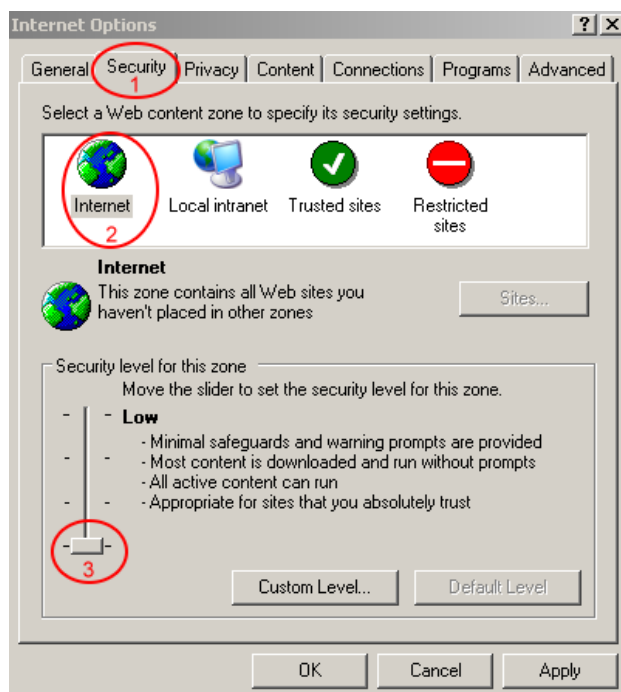 Internet Options
General Security Privacy Content Connections Programs Advanced
1
Select a Web content zone to specify its security settings.
Internet Local intranet Trusted sites Restricted sites
2
Internet
This zone contains all Web sites you
haven't placed in other zones
Sites...
Security level for this zone
Move the slider to set the security level for this zone.
Low
- Minimal safeguards and warning prompts are provided
- Most content is downloaded and run without prompts
- All active content can run
- Appropriate for sites that you absolutely trust
3
Custom Level... Default Level
OK Cancel Apply